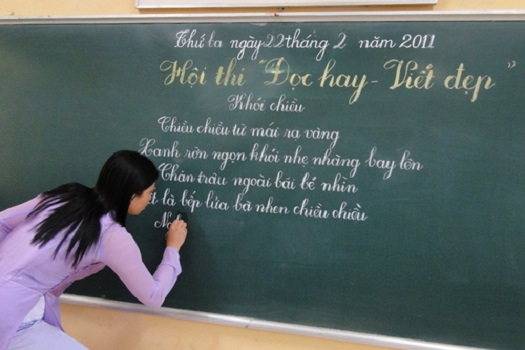 Thứ ba ngày 22 tháng 2 năm 2011
Hội thi "Đọc hay - Viết đẹp"
Khói chiều
Chiều chiều từ mái rạ vàng
Xanh rờn ngọn khói nhẹ nhàng bay lên
Chăn trâu ngoài bãi bé nhìn
là bếp lửa bà nhen chiều chiều